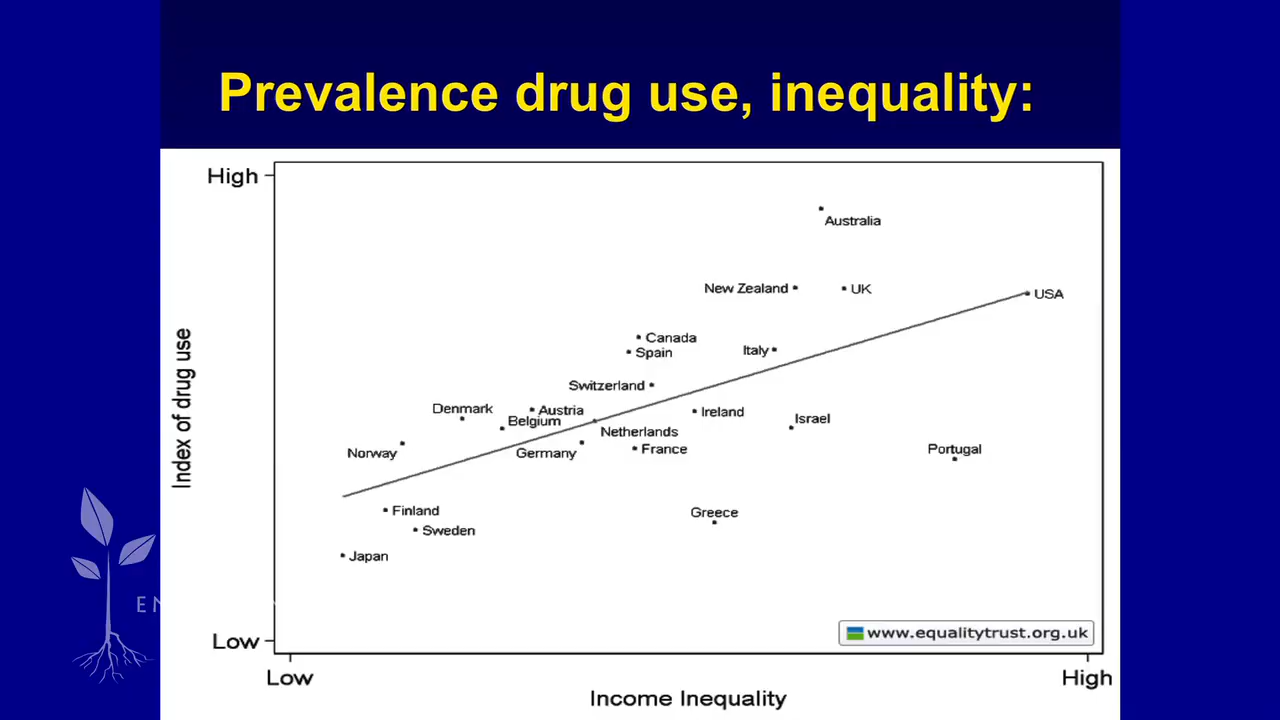 Prevalence drug use, inequality:
High
Australia
New Zealand
UK
USA
Canada
Spain
Italy
Switzerland
Denmark
Austria
Ireland
Belgium
Israel
Netherlands
Norway
Germany
France
Portugal
Finland
Greece
Sweden
Japan
Index of drug use
EN
www.equalitytrust.org.uk
Low
Low
High
Income Inequality